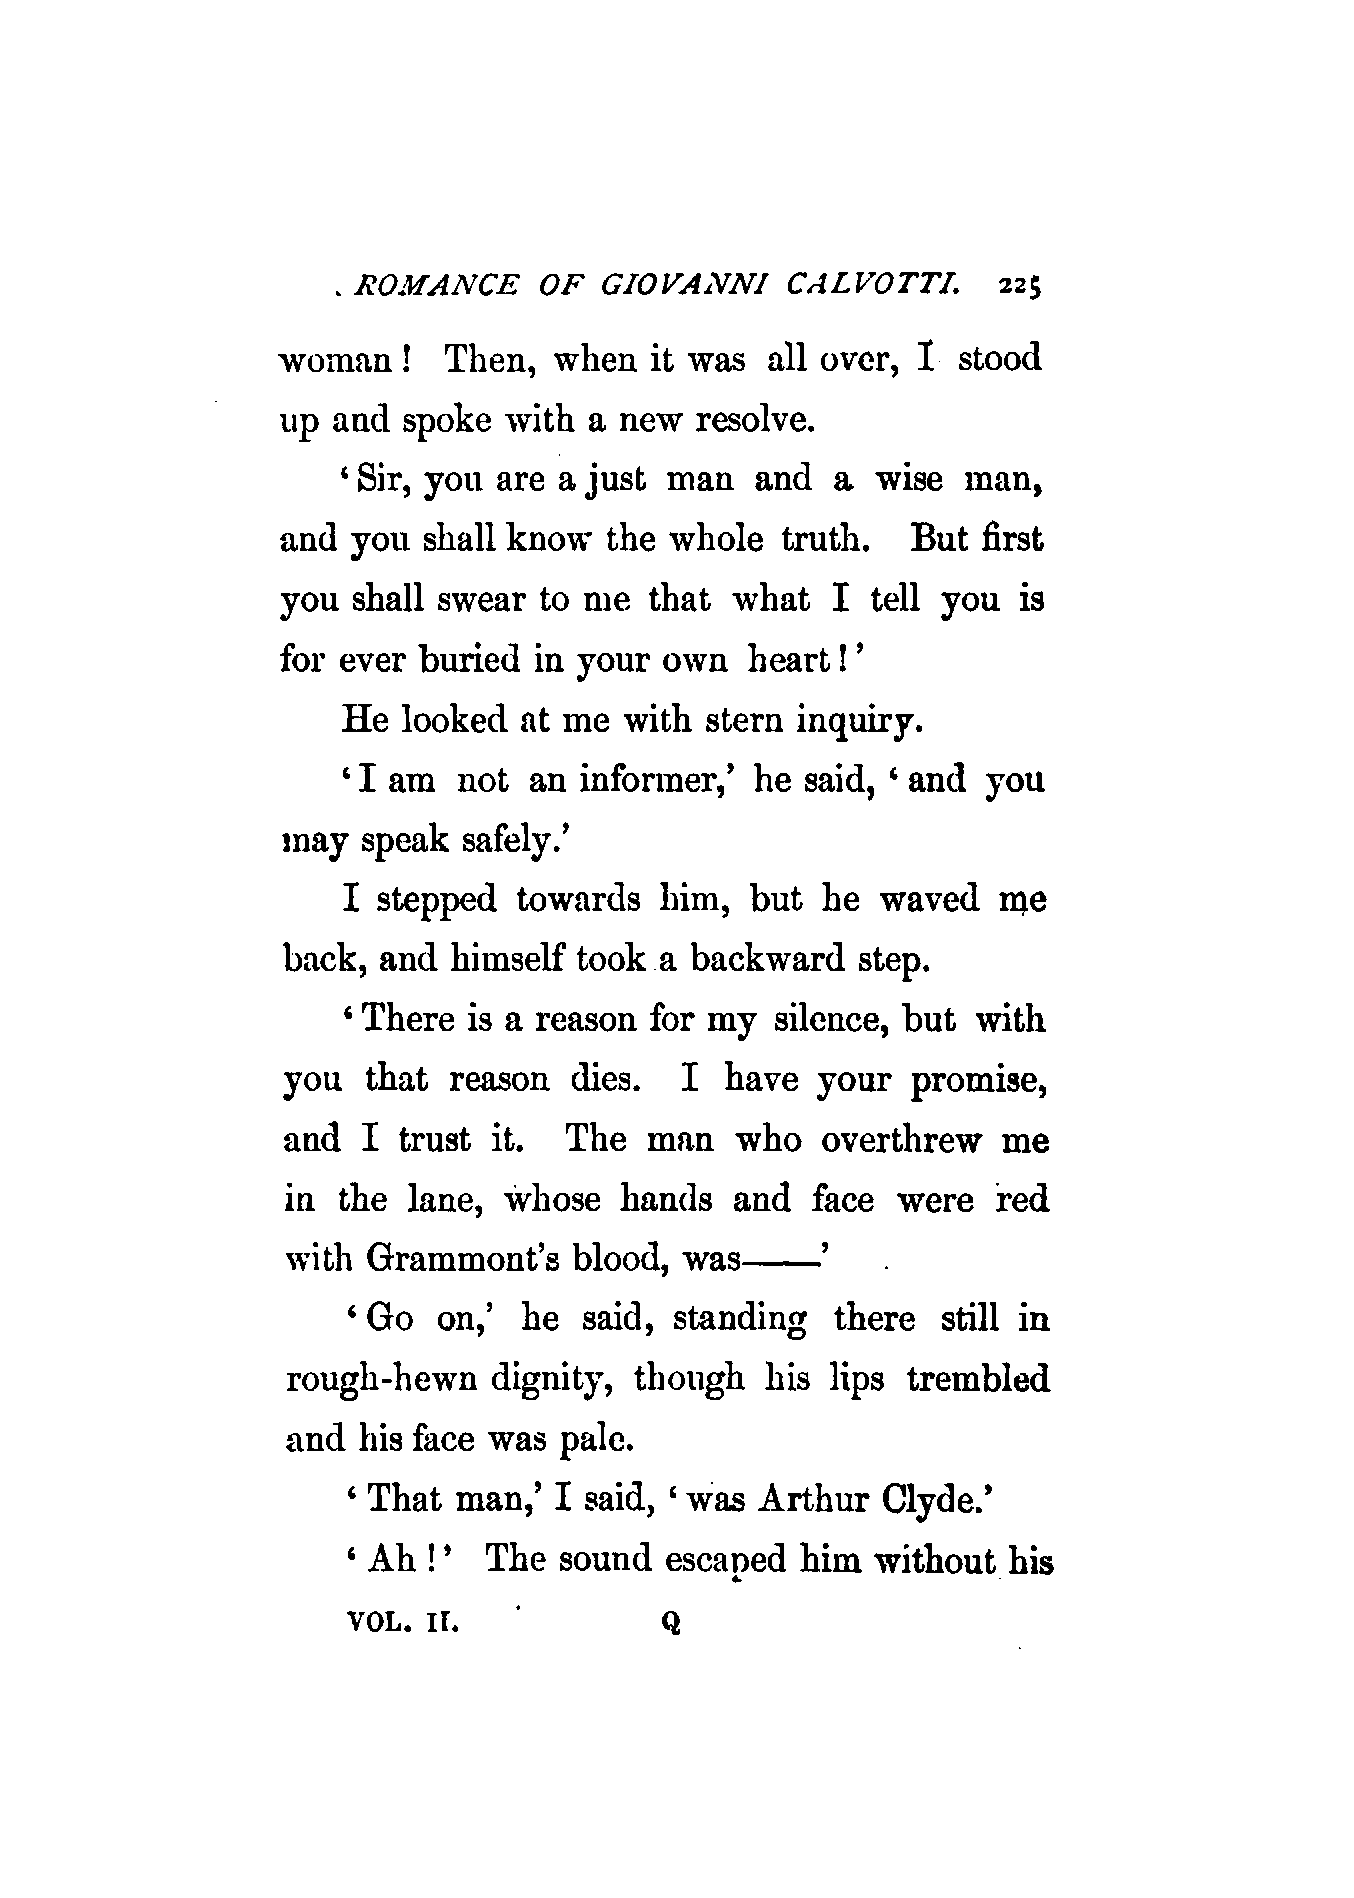 ROMANCE OF GIOVANNI CALVOTTI. 225
woman! Then, when it was all over, I stood
up and spoke with a new resolve.
‘Sir, you are a just man and a wise man,
and you shall know the whole truth. But first
you shall swear to me that what I tell you is
for ever buried in your own heart!’
He looked at me with stern inquiry.
‘I am not an informer,’ he said, ‘and you
may speak safely.’
I stepped towards him, but he waved me
back, and himself took a backward step.
‘There is a reason for my silence, but with
you that reason dies. I have your promise,
and I trust it. The man who overthrew me
in the lane, whose hands and face were red
with Grammont’s blood, was——’
‘Go on,’ he said, standing there still in
rough-hewn dignity, though his lips trembled
and his face was pale.
‘That man,’ I said, ‘was Arthur Clyde.’
‘Ah!’ The sound escaped him without his
VOL. II. Q